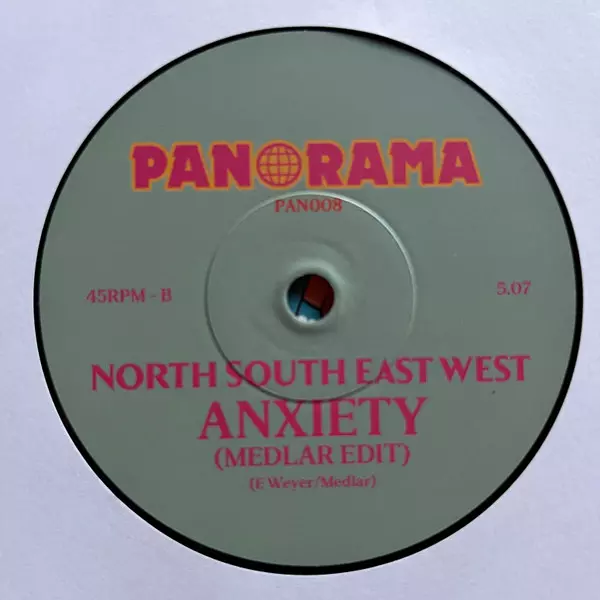 PANORAMA
PAN008
45RPM - B
5.07
NORTH SOUTH EAST WEST
ANXIETY
(MEDLAR EDIT)
(E Weyer/Medlar)